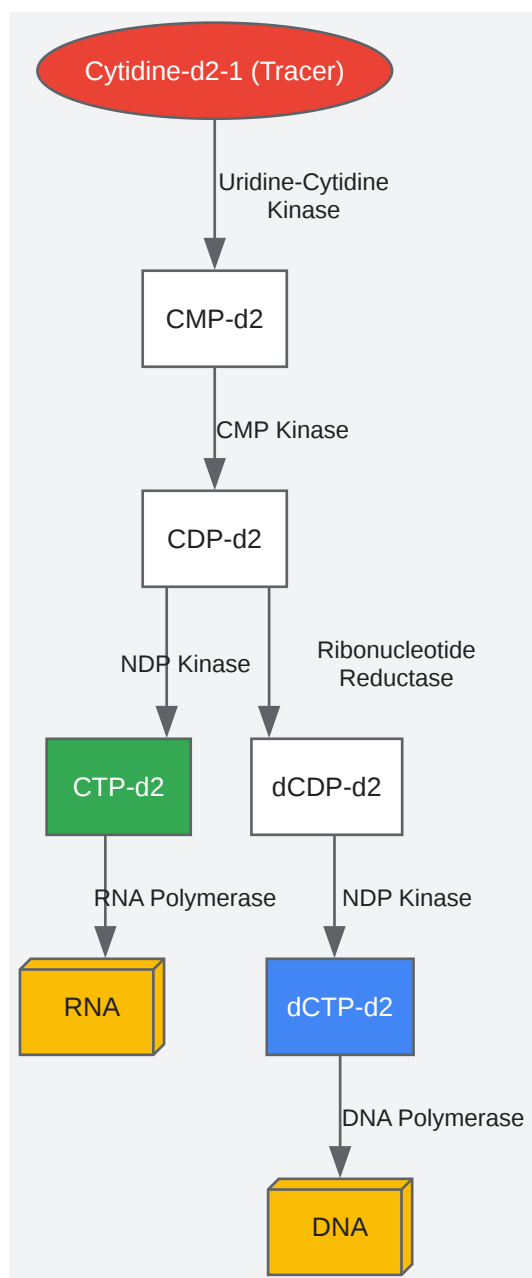 Cytidine-d2-1 (Tracer)
Uridine-Cytidine
Kinase
CMP-d2
CMP Kinase
CDP-d2
NDP Kinase
Ribonucleotide
Reductase
CTP-d2
dCDP-d2
RNA Polymerase
NDP Kinase
RNA
dCTP-d2
DNA Polymerase
DNA